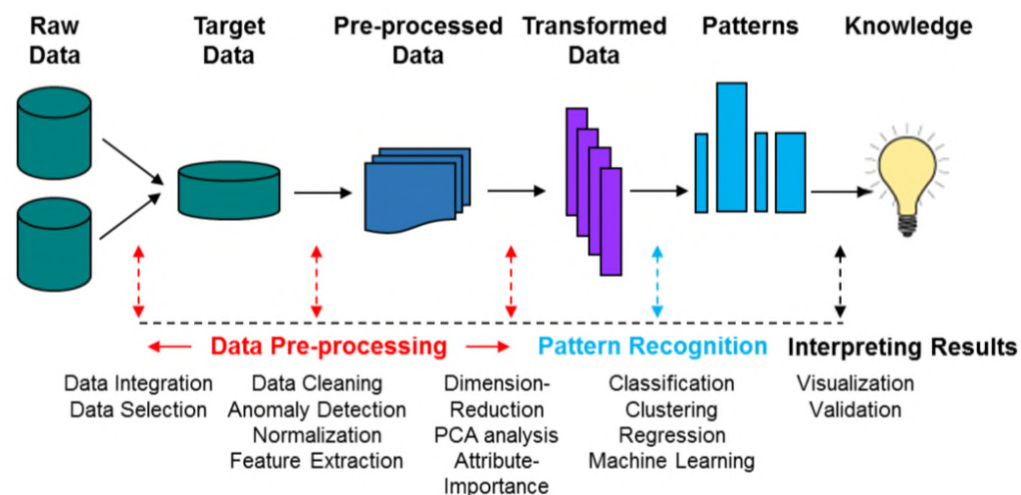 Raw
Data
Target
Data
Pre-processed
Data
Transformed
Data
Patterns
Knowledge
Data Pre-processing
Pattern Recognition
Interpreting Results
Data Integration
Data Selection
Data Cleaning
Anomaly Detection
Normalization
Feature Extraction
Dimension-
Reduction
PCA analysis
Attribute-
Importance
Classification
Clustering
Regression
Machine Learning
Visualization
Validation